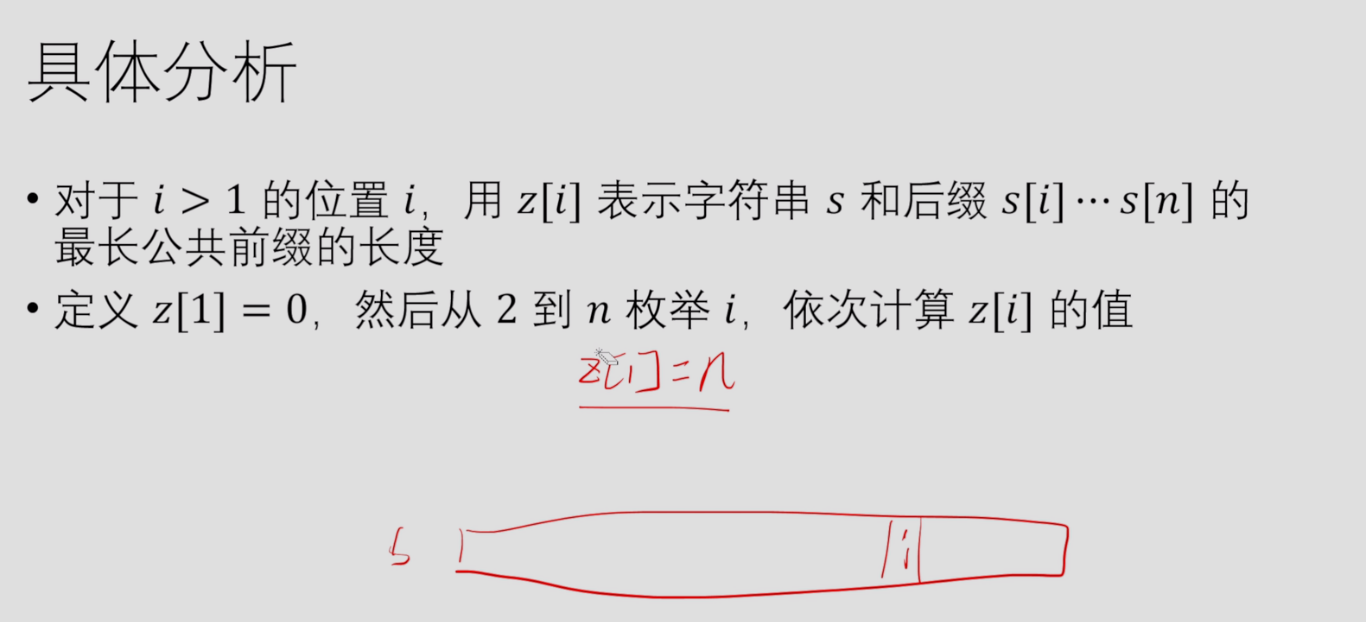 具体分析
• 对于 i > 1 的位置 i，用 z[i] 表示字符串 s 和后缀 s[i]⋯s[n] 的
最长公共前缀的长度
• 定义 z[1] = 0，然后从 2 到 n 枚举 i，依次计算 z[i] 的值
z[1]=n
s
i